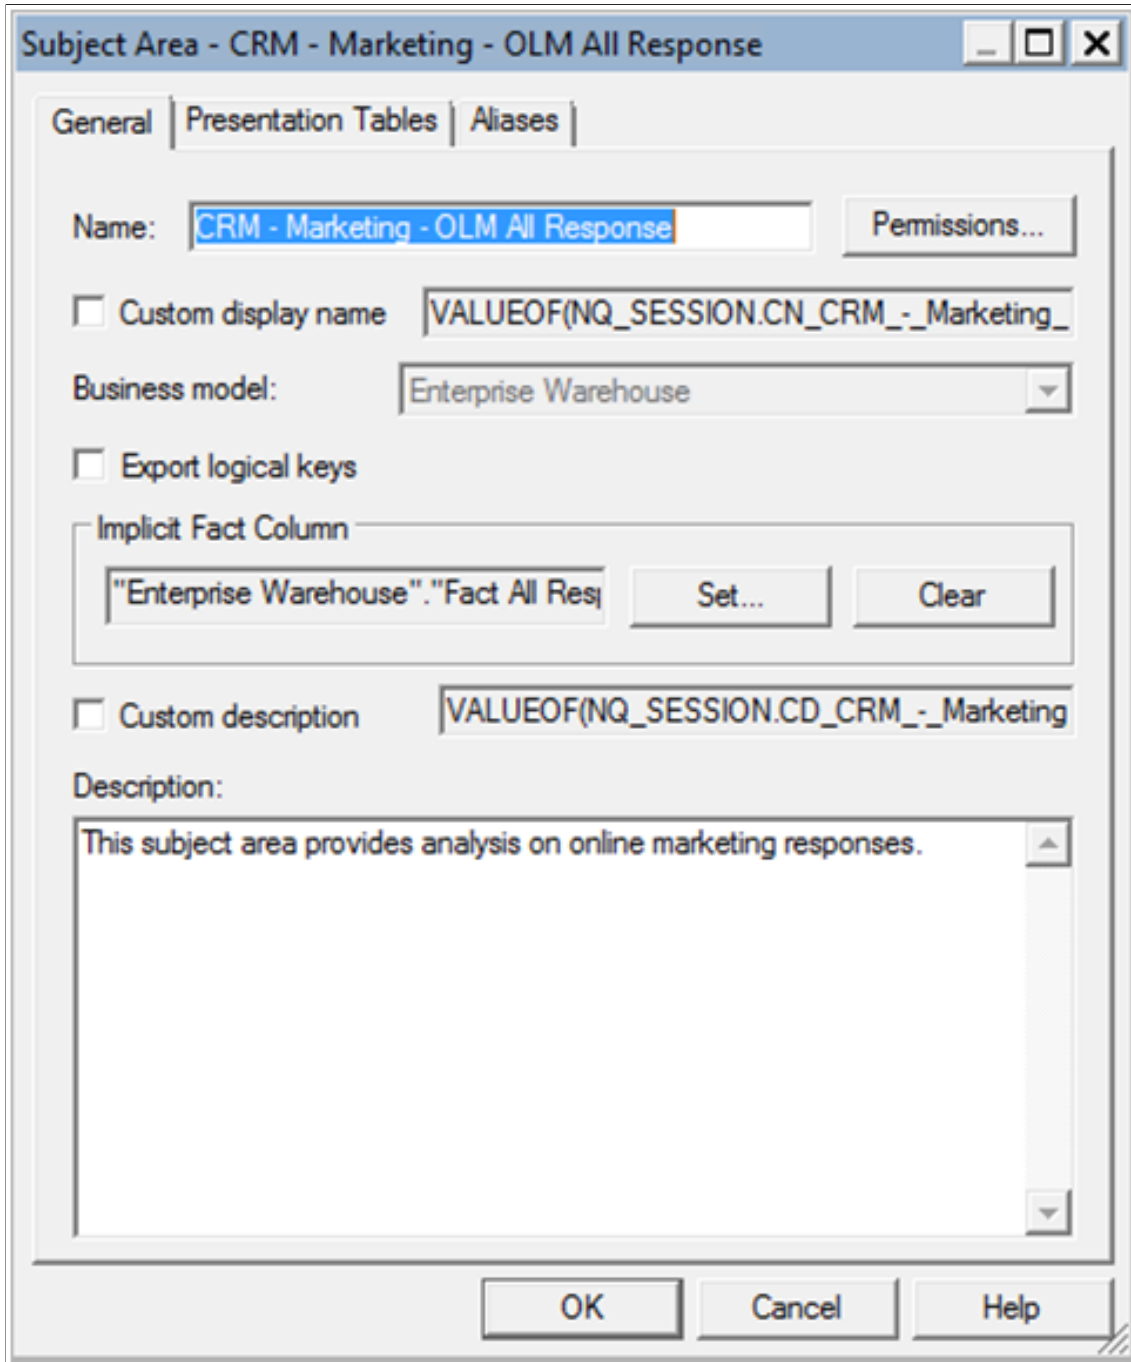 Subject Area - CRM - Marketing - OLM All Response
General Presentation Tables Aliases
Name: CRM - Marketing - OLM All Response Permissions...
Custom display name VALUEOF(NQ_SESSION.CN_CRM_-_Marketing_
Business model: Enterprise Warehouse
Export logical keys
Implicit Fact Column
"Enterprise Warehouse"."Fact All Resp Set... Clear
Custom description VALUEOF(NQ_SESSION.CD_CRM_-_Marketing
Description:
This subject area provides analysis on online marketing responses.
OK Cancel Help